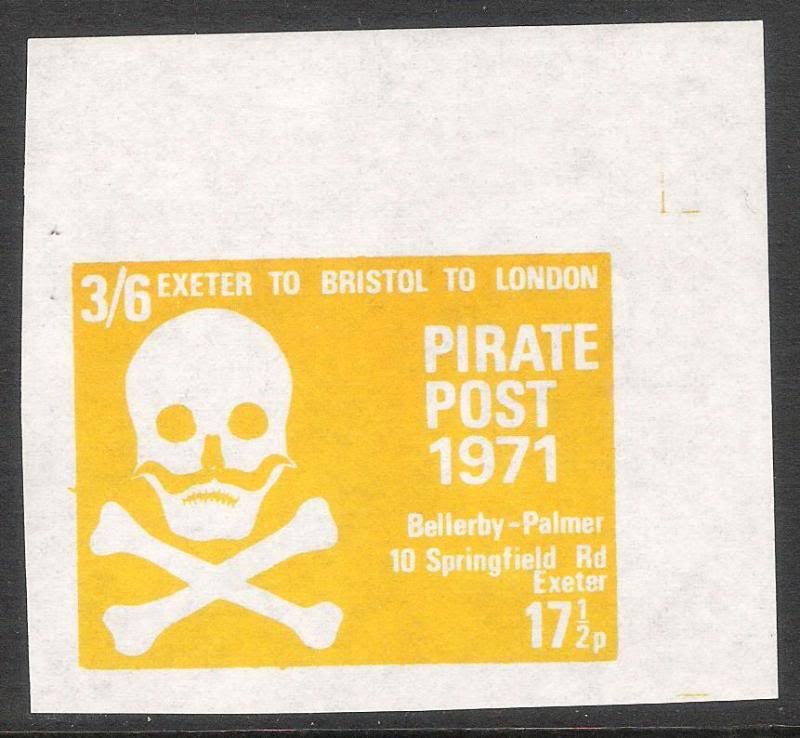 3/6 EXETER TO BRISTOL TO LONDON
PIRATE
POST
1971
Bellerby-Palmer
10 Springfield Rd
Exeter
17½p